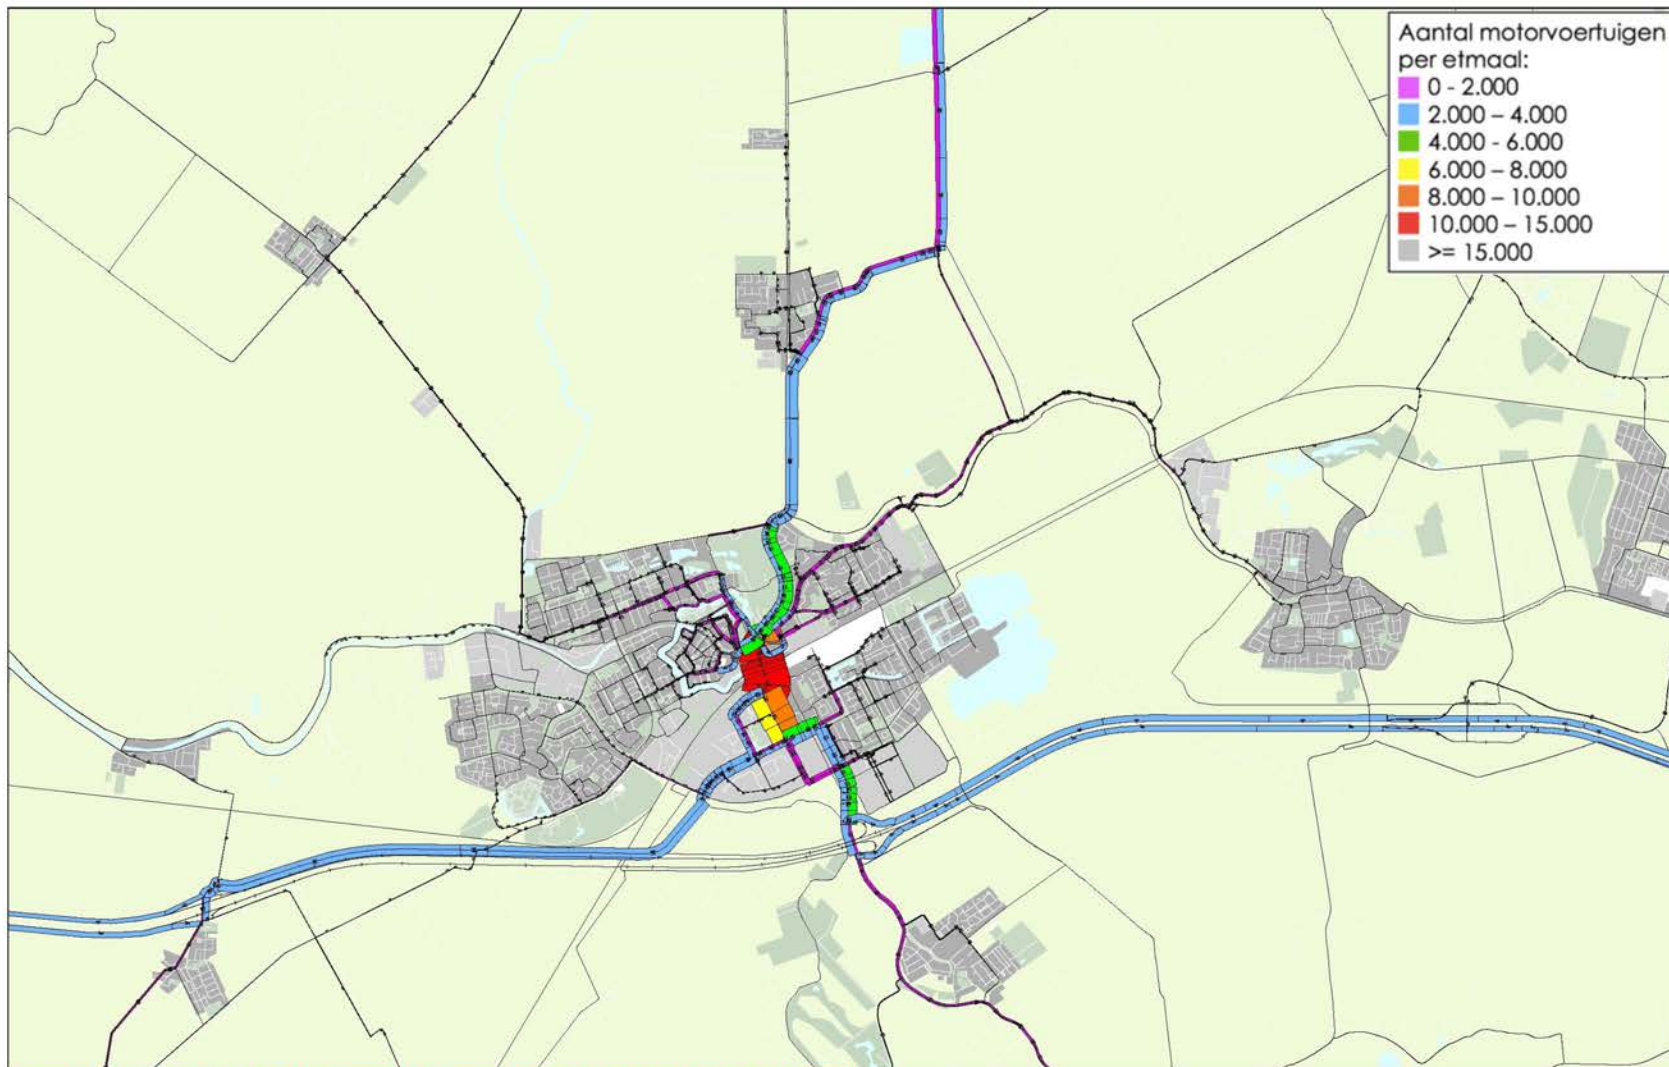 Aantal motorvoertuigen
per etmaal:
0 - 2.000
2.000 – 4.000
4.000 - 6.000
6.000 – 8.000
8.000 – 10.000
10.000 – 15.000
>= 15.000